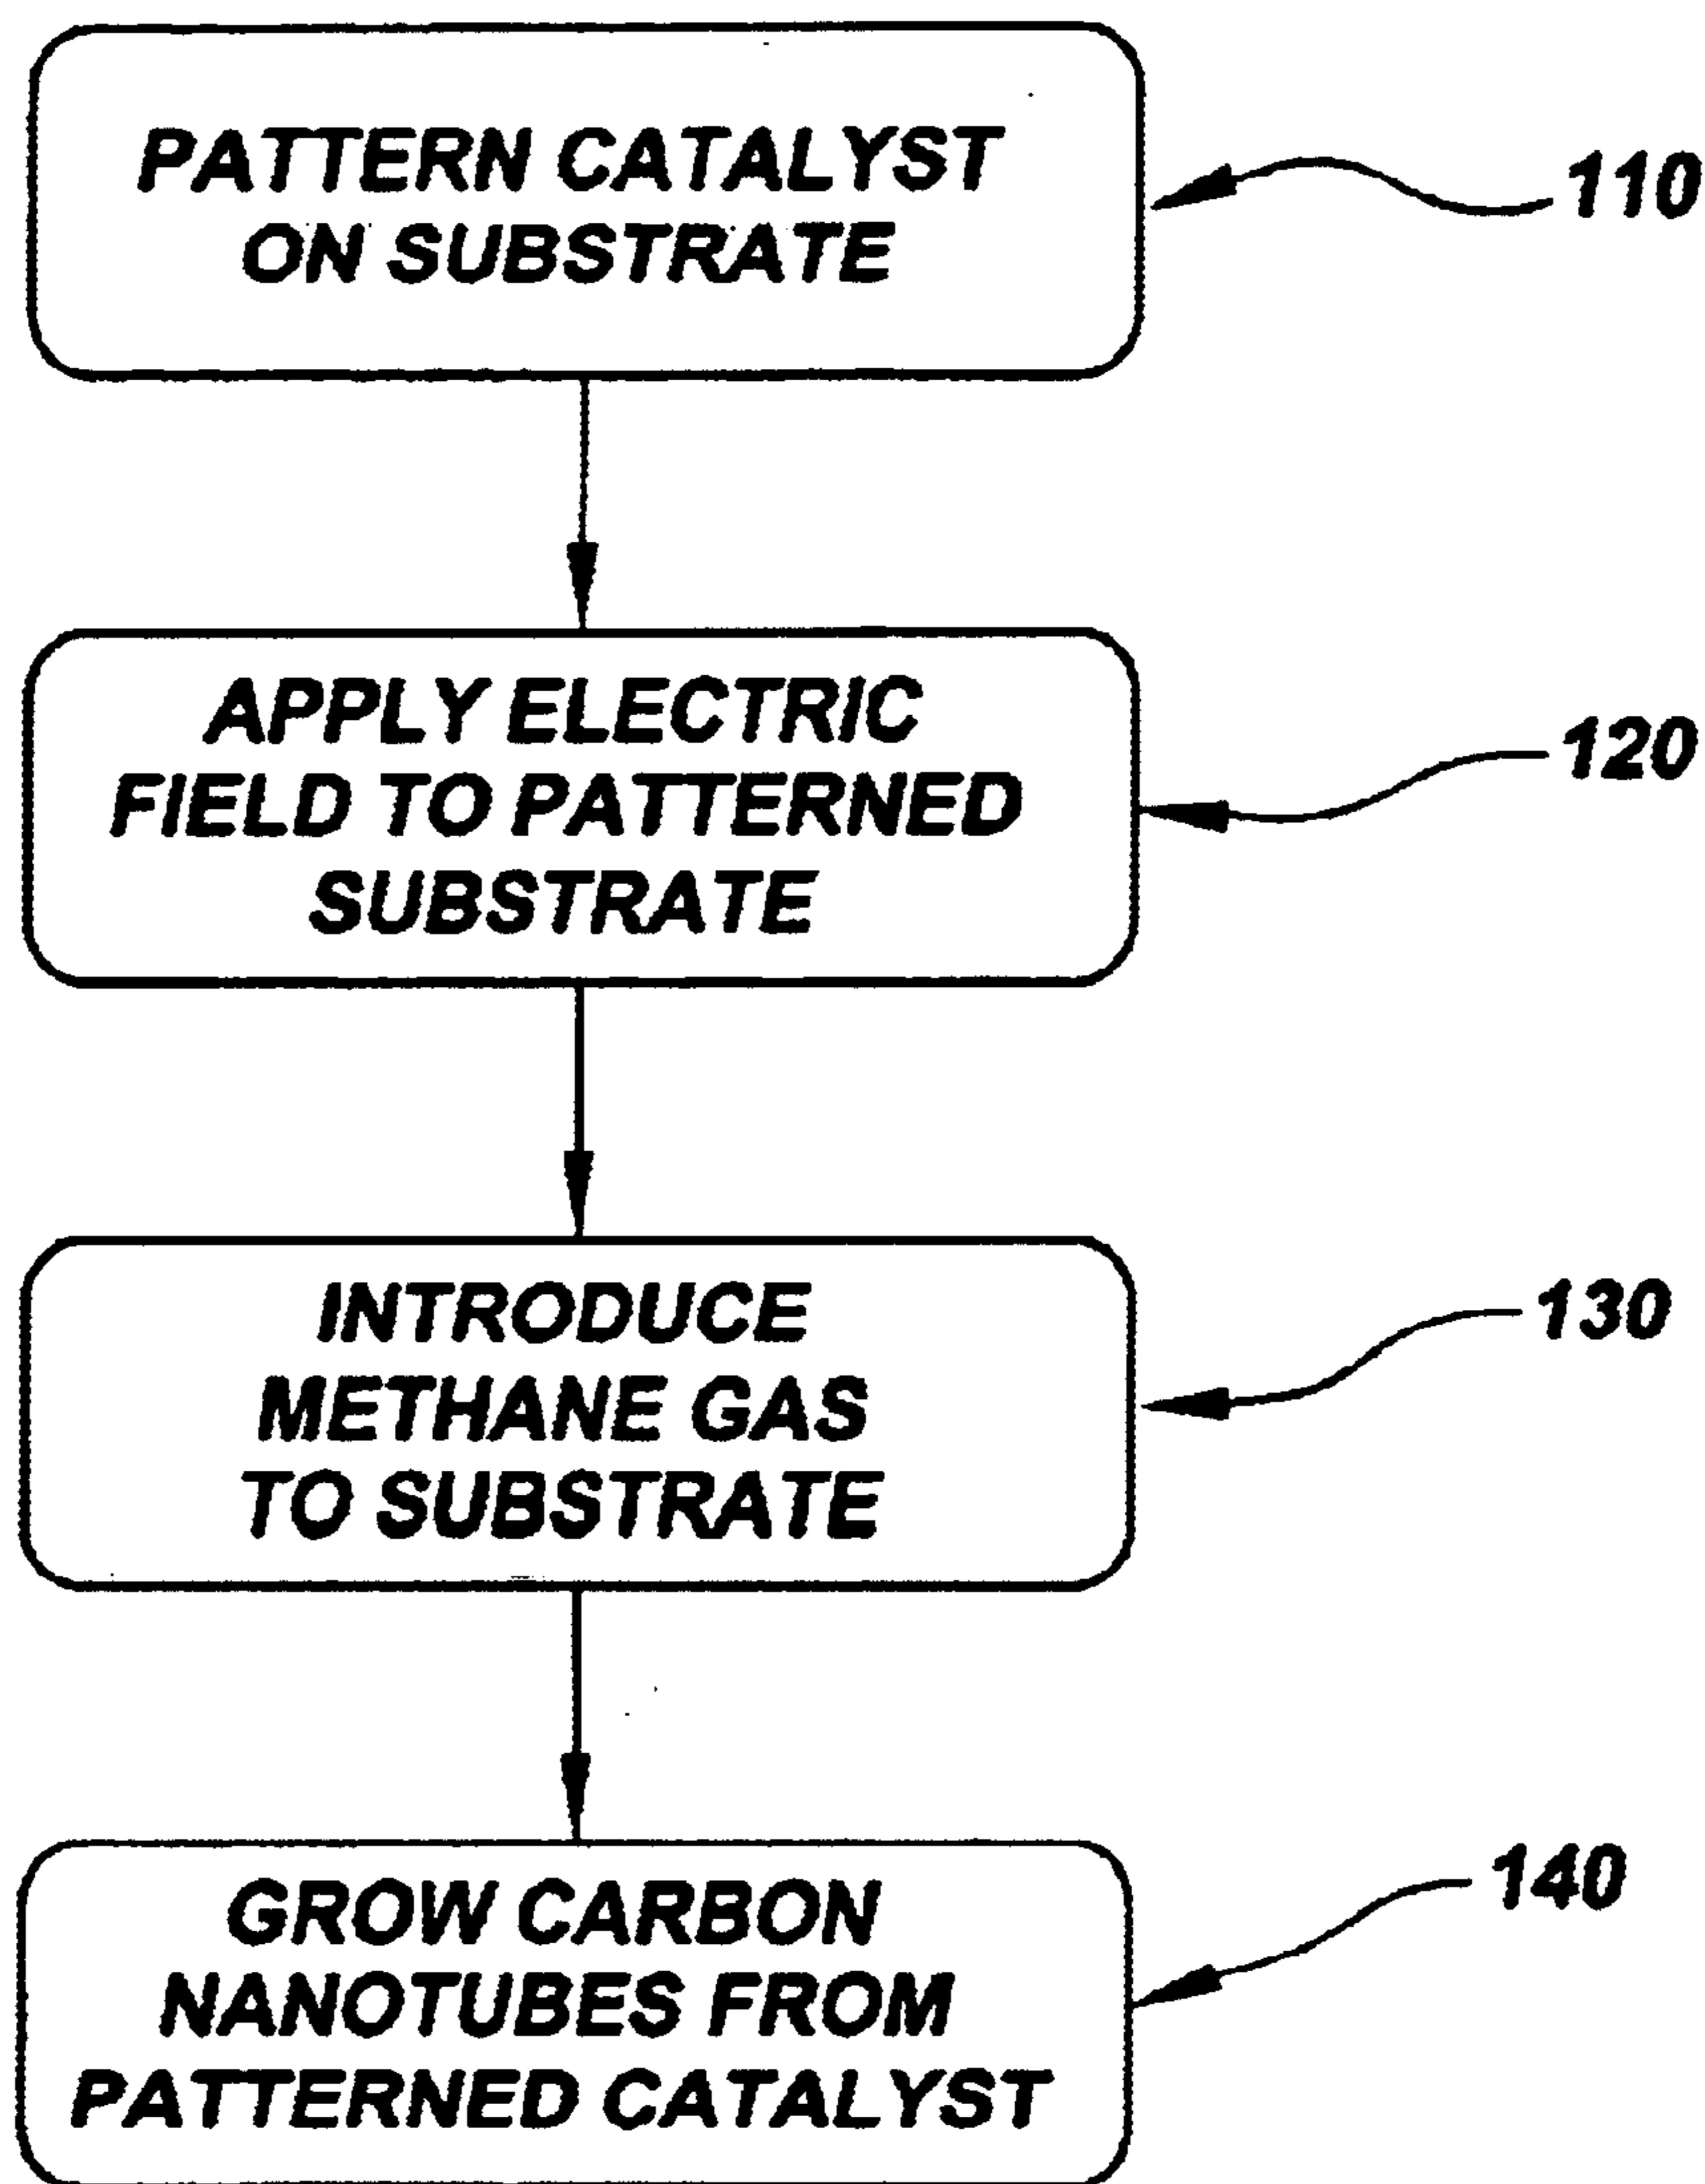 PATTERN CATALYST
ON SUBSTRATE
110
APPLY ELECTRIC
FIELD TO PATTERNED
SUBSTRATE
120
INTRODUCE
METHANE GAS
TO SUBSTRATE
130
GROW CARBON
NANOTUBES FROM
PATTERNED CATALYST
140